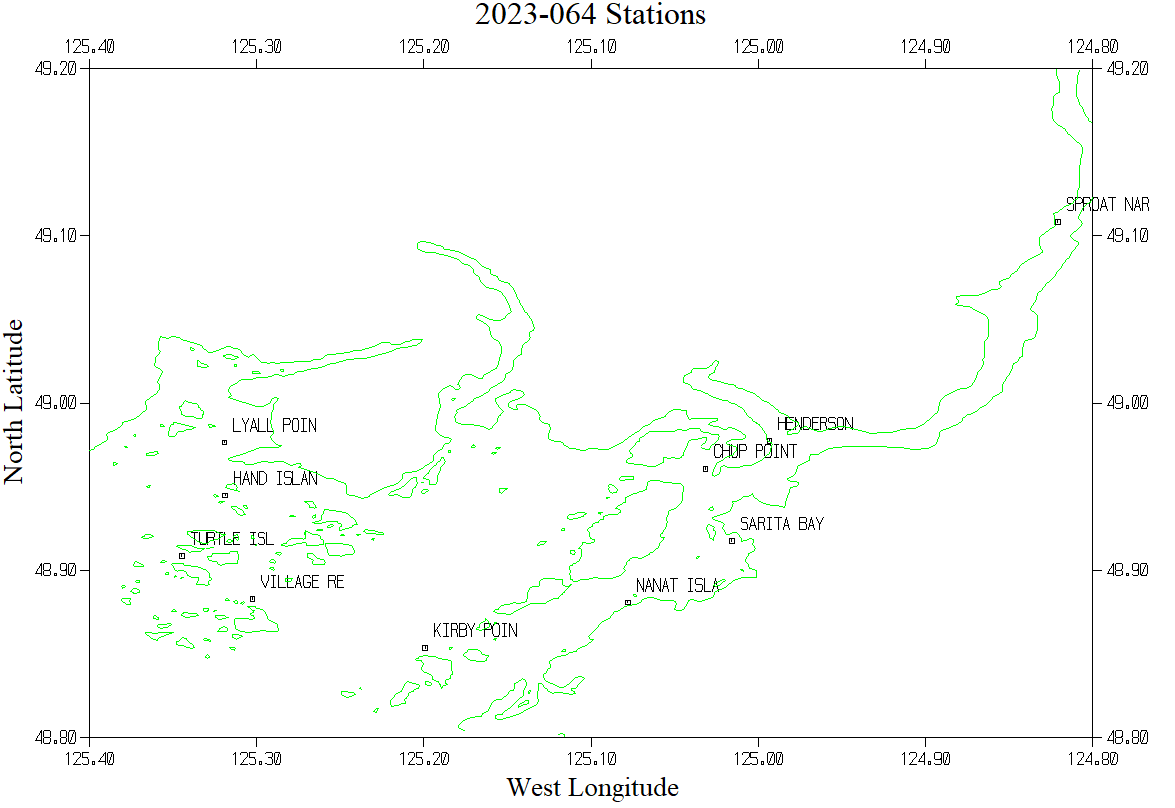 2023-064 Stations
125.40 125.30 125.20 125.10 125.00 124.90 124.80
49.20 49.20
SPROAT NAR
49.10 49.10
North Latitude
49.00 49.00
LYALL POIN HENDERSON
CHUP POINT
HAND ISLAN
SARITA BAY
TURTLE ISL
48.90 48.90
VILLAGE RE NANAT ISLA
KIRBY POIN
48.80 48.80
125.40 125.30 125.20 125.10 125.00 124.90 124.80
West Longitude